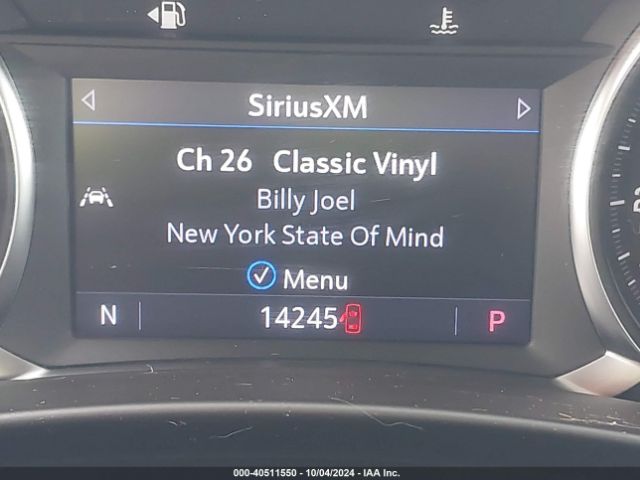 SiriusXM
Ch 26 Classic Vinyl
Billy Joel
New York State Of Mind
Menu
N 14245 P
000-40511550 - 10/04/2024 - IAA Inc.